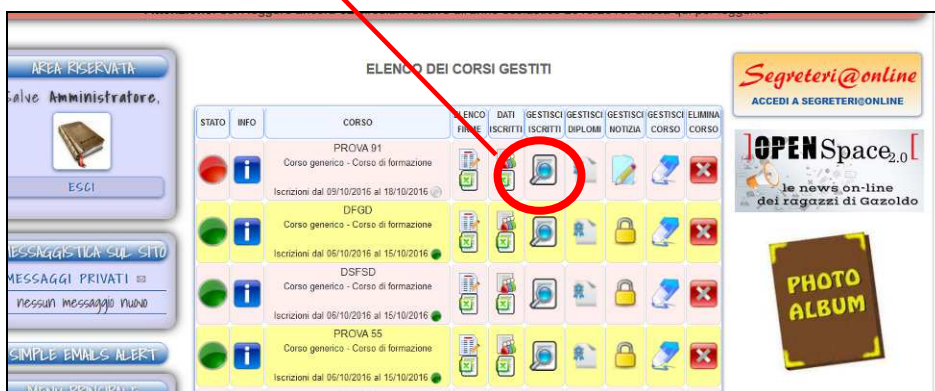 AREA RISERVATA
Salve Amministratore,
ESCI
MESSAGGISTICA SUL SITO
MESSAGGI PRIVATI
nessun messaggio nuovo
SIMPLE EMAILS ALERT
MENU PRINCIPALE
ELENCO DEI CORSI GESTITI
STATO INFO CORSO ELENCO FIRME DATI ISCRITTI GESTISCI ISCRITTI GESTISCI DIPLOMI GESTISCI NOTIZIA GESTISCI CORSO ELIMINA CORSO
PROVA 91
Corso generico - Corso di formazione
Iscrizioni dal 09/10/2016 al 18/10/2016
DFGD
Corso generico - Corso di formazione
Iscrizioni dal 06/10/2016 al 15/10/2016
DSFSD
Corso generico - Corso di formazione
Iscrizioni dal 06/10/2016 al 15/10/2016
PROVA 55
Corso generico - Corso di formazione
Iscrizioni dal 06/10/2016 al 15/10/2016
Segreteri@online
ACCEDI A SEGRETERI@ONLINE
]OPEN Space2.0[
le news on-line
dei ragazzi di Gazoldo
PHOTO
ALBUM